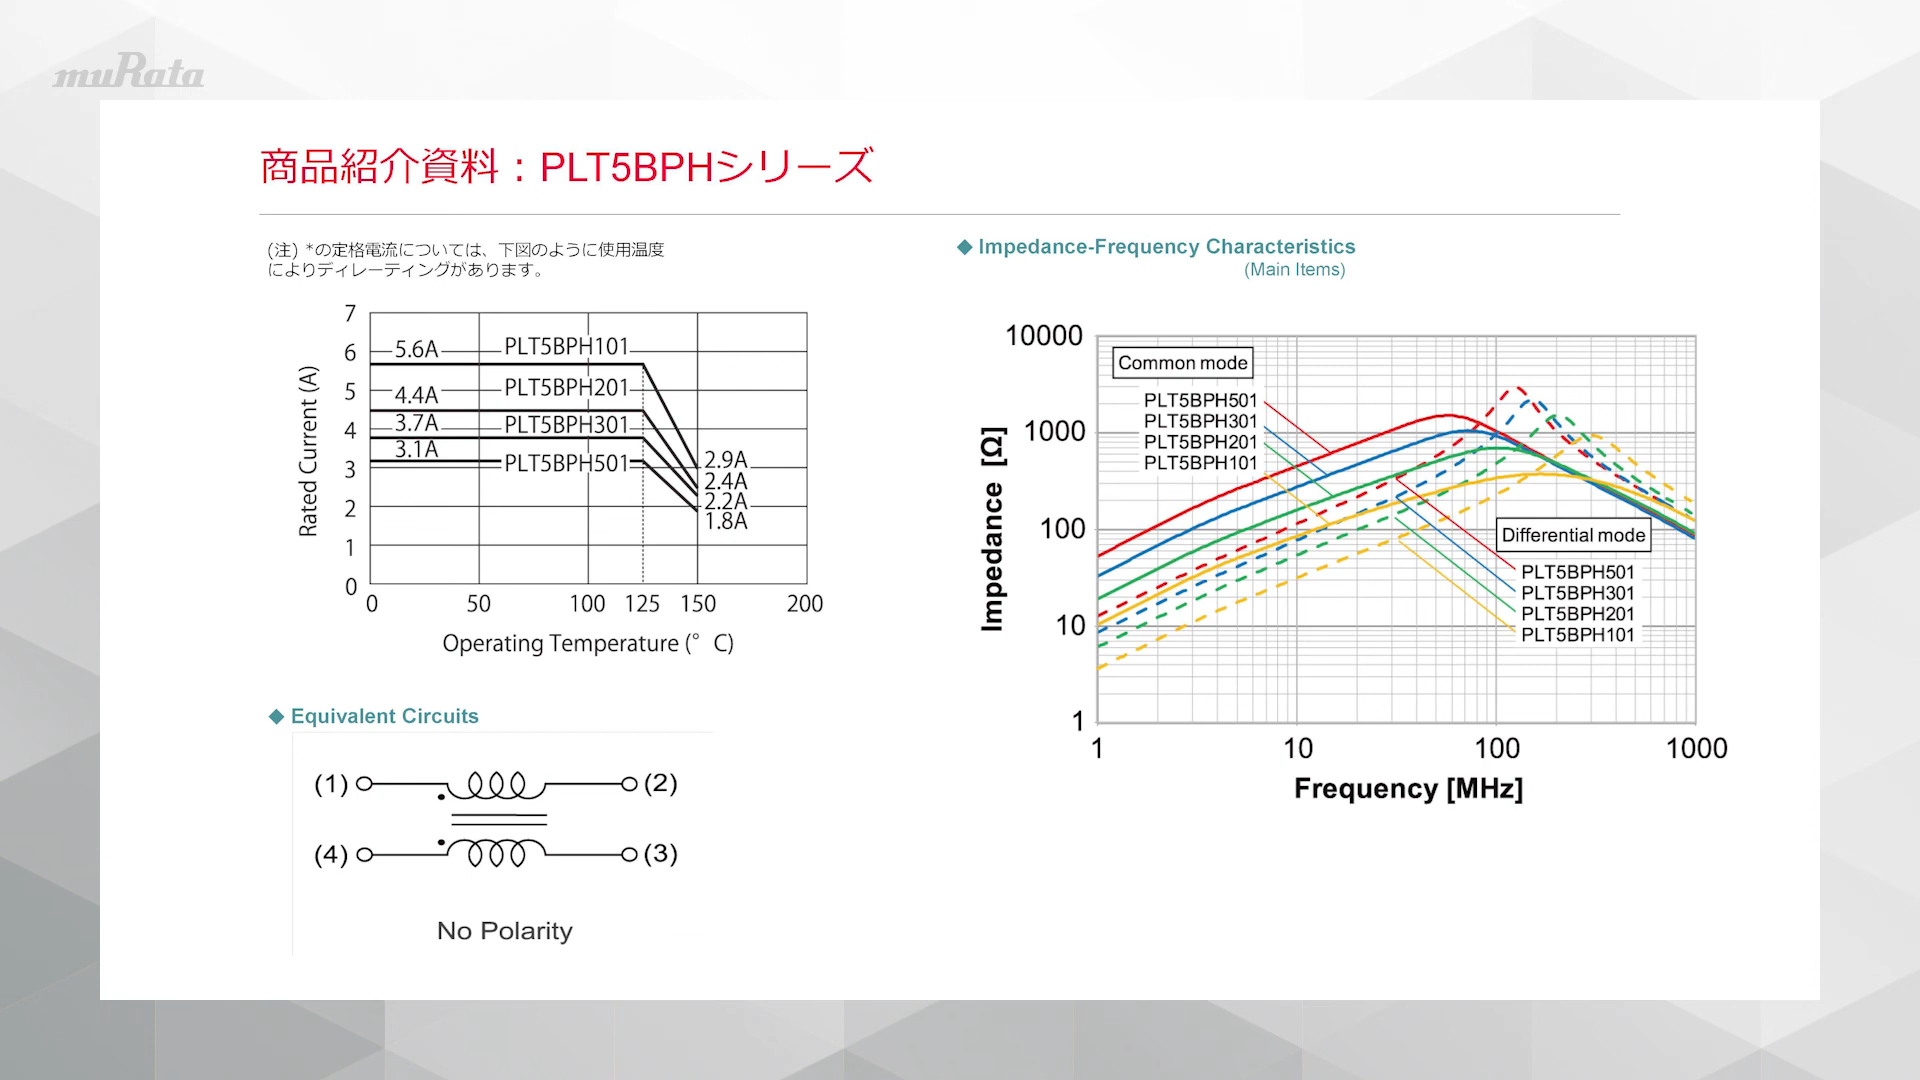 muRata
商品紹介資料：PLT5BPHシリーズ
(注) *の定格電流については、下図のように使用温度
によりディレーティングがあります。
Rated Current (A)
7
6
5
4
3
2
1
0
5.6A
PLT5BPH101
4.4A
PLT5BPH201
3.7A
PLT5BPH301
3.1A
PLT5BPH501
2.9A
2.4A
2.2A
1.8A
0 50 100 125 150 200
Operating Temperature (° C)
◆ Equivalent Circuits
(1) (2)
(4) (3)
No Polarity
◆ Impedance-Frequency Characteristics
(Main Items)
Impedance [Ω]
10000
1000
100
10
1
Common mode
PLT5BPH501
PLT5BPH301
PLT5BPH201
PLT5BPH101
Differential mode
PLT5BPH501
PLT5BPH301
PLT5BPH201
PLT5BPH101
1 10 100 1000
Frequency [MHz]